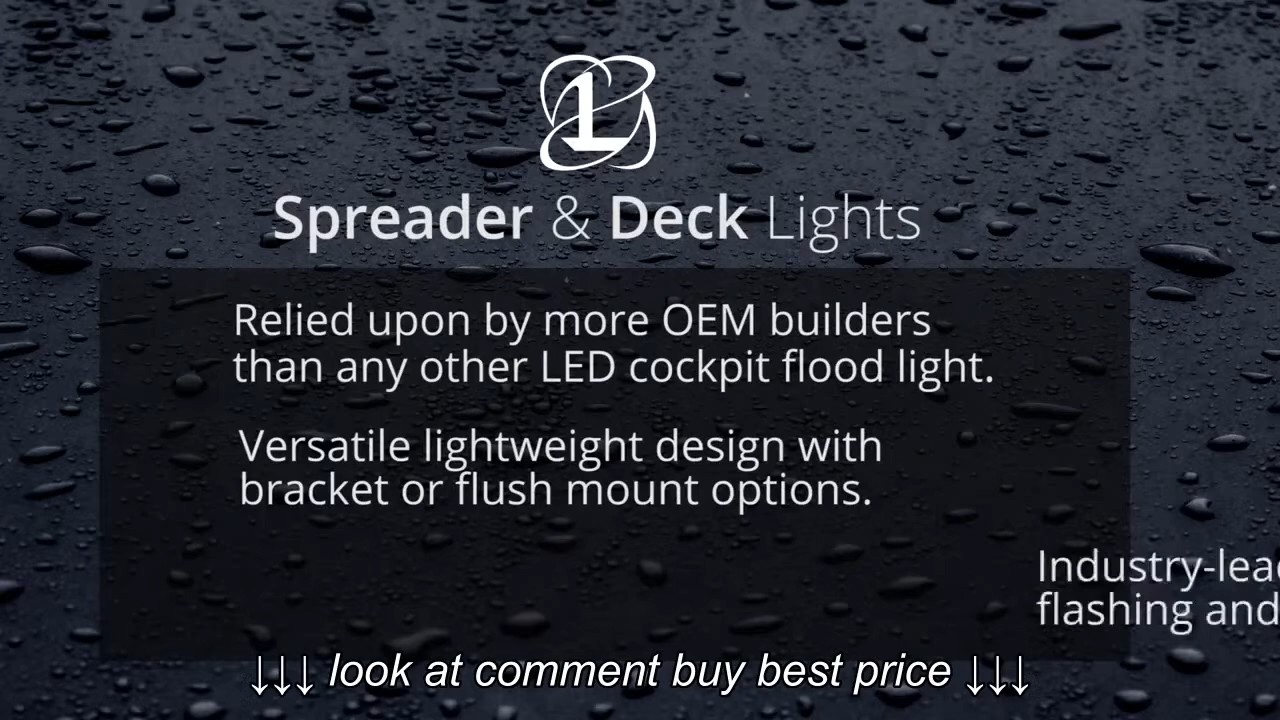 L
Spreader & Deck Lights
Relied upon by more OEM builders
than any other LED cockpit flood light.
Versatile lightweight design with
bracket or flush mount options.
flashing and
↓↓↓ look at comment buy best price ↓↓↓